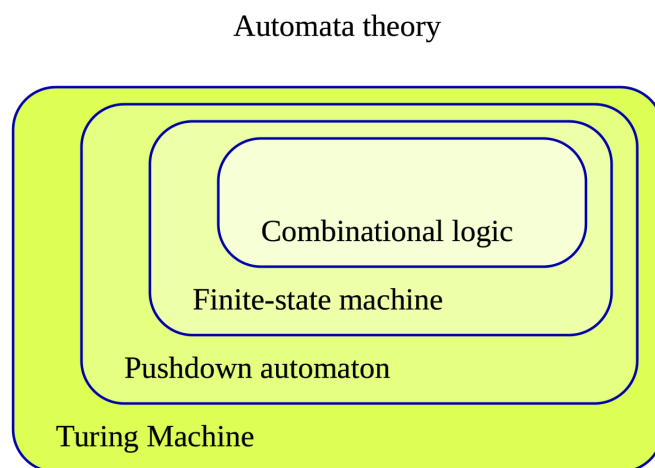 Automata theory
Combinational logic
Finite-state machine
Pushdown automaton
Turing Machine